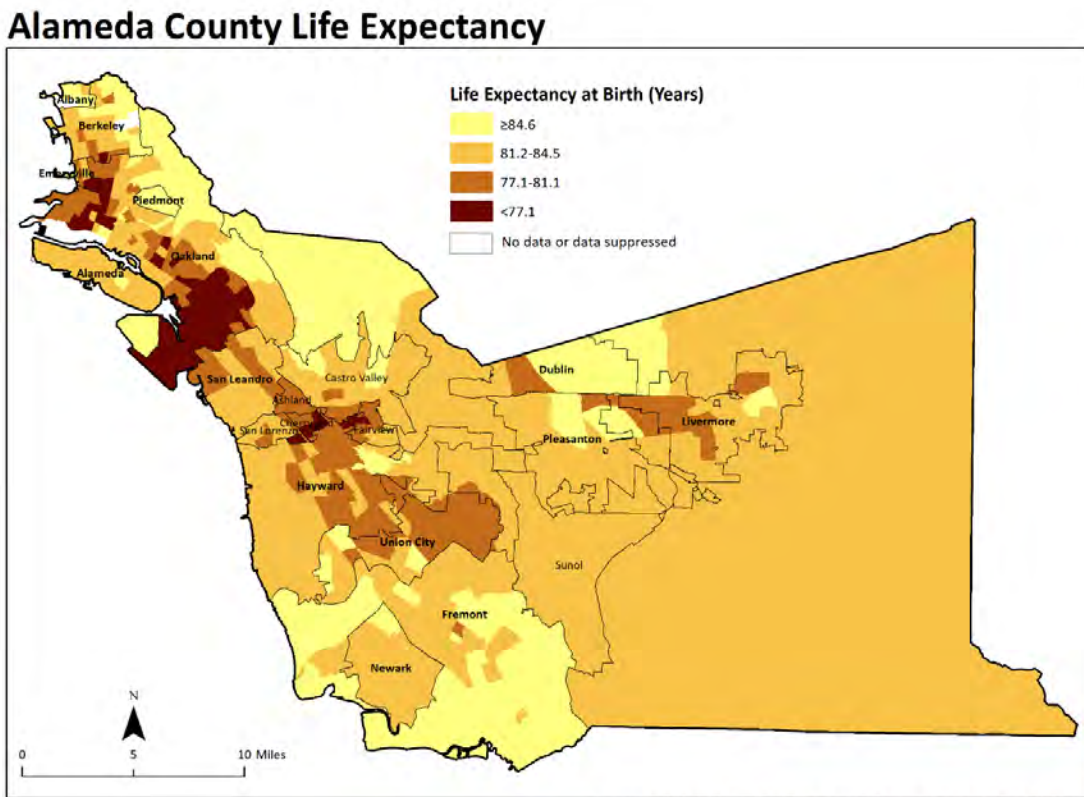 Alameda County Life Expectancy
Life Expectancy at Birth (Years)
≥84.6
81.2-84.5
77.1-81.1
<77.1
No data or data suppressed
Albany
Berkeley
Emeryville
Piedmont
Oakland
Alameda
San Leandro
Castro Valley
Ashland
San Lorenzo
Fairview
Dublin
Livermore
Pleasanton
Hayward
Union City
Sunol
Fremont
Newark
N
0 5 10 Miles